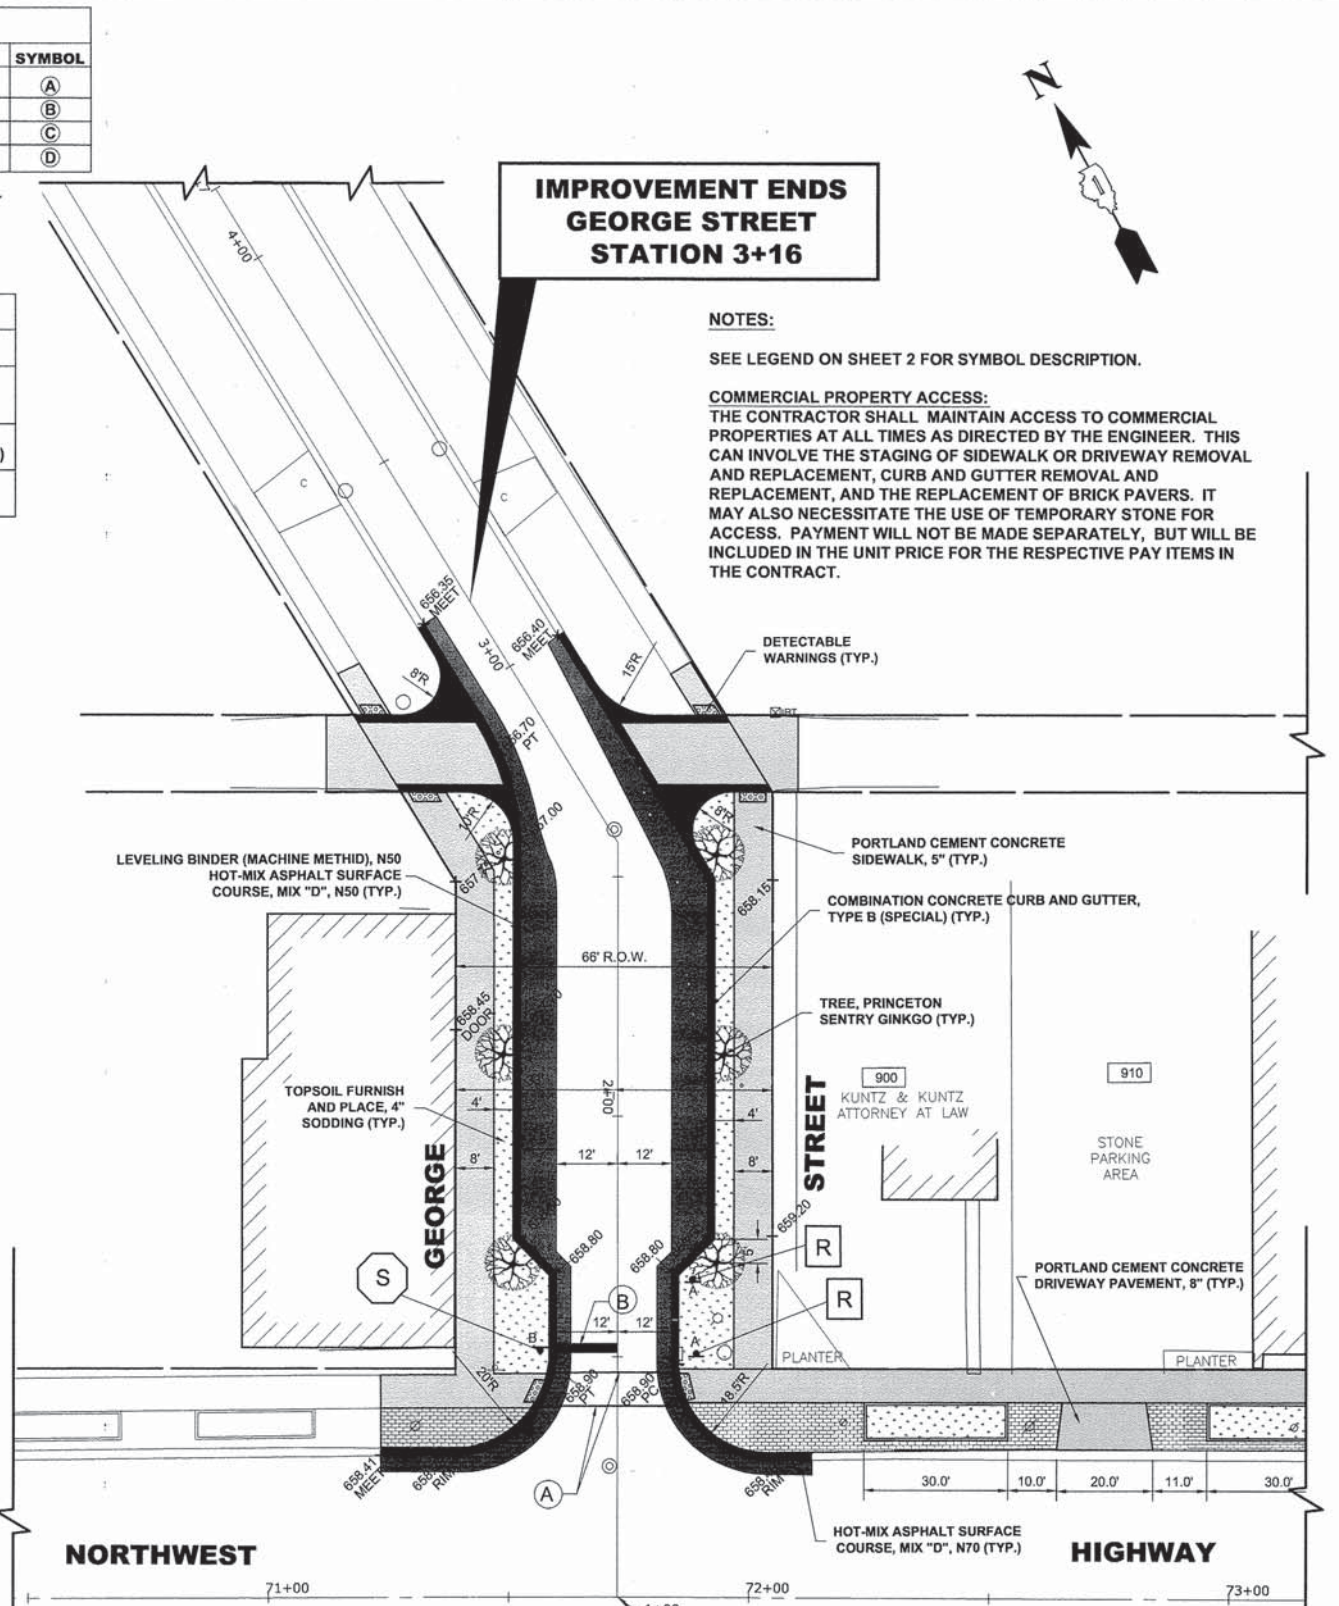 SYMBOL
A
B
C
D
N
IMPROVEMENT ENDS
GEORGE STREET
STATION 3+16
4+00
NOTES:
SEE LEGEND ON SHEET 2 FOR SYMBOL DESCRIPTION.
COMMERCIAL PROPERTY ACCESS:
THE CONTRACTOR SHALL MAINTAIN ACCESS TO COMMERCIAL
PROPERTIES AT ALL TIMES AS DIRECTED BY THE ENGINEER. THIS
CAN INVOLVE THE STAGING OF SIDEWALK OR DRIVEWAY REMOVAL
AND REPLACEMENT, CURB AND GUTTER REMOVAL AND
REPLACEMENT, AND THE REPLACEMENT OF BRICK PAVERS. IT
MAY ALSO NECESSITATE THE USE OF TEMPORARY STONE FOR
ACCESS. PAYMENT WILL NOT BE MADE SEPARATELY, BUT WILL BE
INCLUDED IN THE UNIT PRICE FOR THE RESPECTIVE PAY ITEMS IN
THE CONTRACT.
)
C
C
656.35
MEET
656.40
MEET
3+00
8'R
15'R
DETECTABLE
WARNINGS (TYP.)
PT
10'R
8'R
LEVELING BINDER (MACHINE METHID), N50
HOT-MIX ASPHALT SURFACE
COURSE, MIX "D", N50 (TYP.)
PORTLAND CEMENT CONCRETE
SIDEWALK, 5" (TYP.)
658.15
COMBINATION CONCRETE CURB AND GUTTER,
TYPE B (SPECIAL) (TYP.)
66' R.O.W.
658.45
DOOR
TREE, PRINCETON
SENTRY GINKGO (TYP.)
900
KUNTZ & KUNTZ
ATTORNEY AT LAW
910
STONE
PARKING
AREA
TOPSOIL FURNISH
AND PLACE, 4"
SODDING (TYP.)
2+00
4'
4'
12'
12'
8'
8'
GEORGE
STREET
659.20
658.80
658.80
5'
R
S
R
B
12'
12'
A
B
A
PORTLAND CEMENT CONCRETE
DRIVEWAY PAVEMENT, 8" (TYP.)
PLANTER
PLANTER
20'R
658.90
PT
658.90
PC
48.5'R
658.41
MEET
RIM
RIM
A
30.0'
10.0'
20.0'
11.0'
30.0'
HOT-MIX ASPHALT SURFACE
COURSE, MIX "D", N70 (TYP.)
NORTHWEST
HIGHWAY
71+00
72+00
73+00